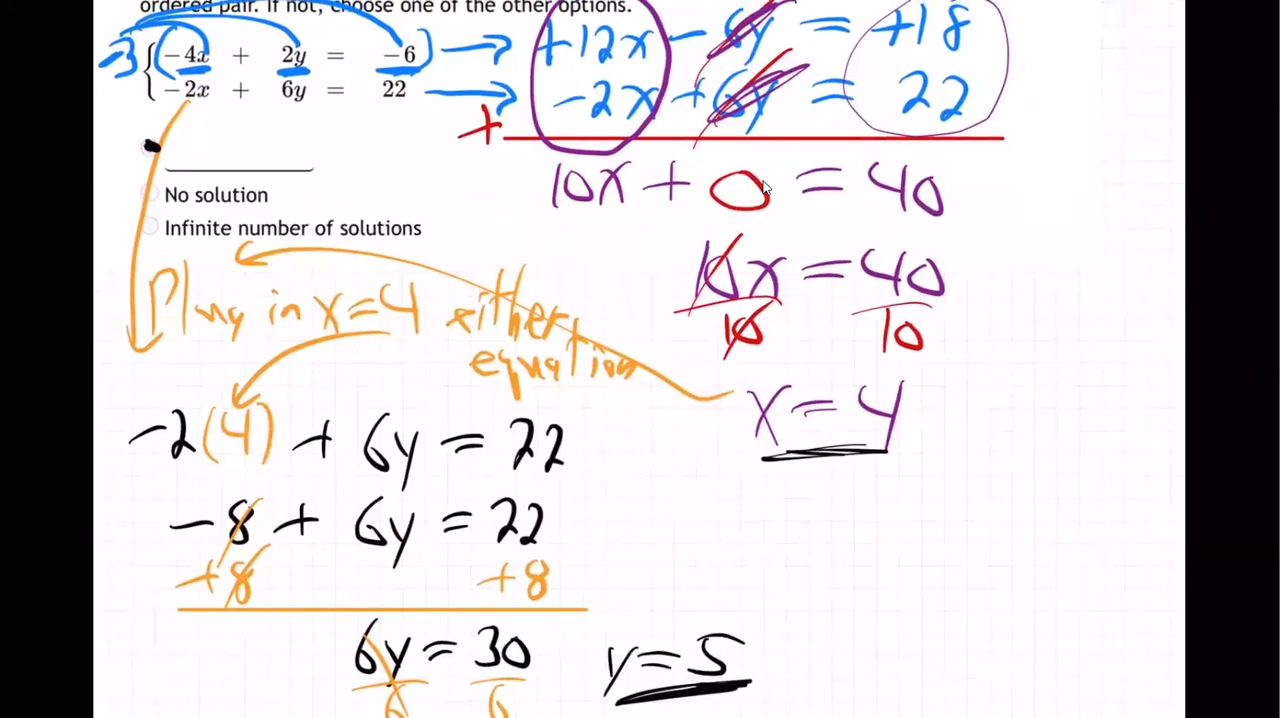 ordered pair. If not, choose one of the other options.
-3 (-4x + 2y = -6) → +12x - 6y = +18
-2x + 6y = 22 → -2x + 6y = 22
+
No solution
10x + 0 = 40
Infinite number of solutions
10x = 40
10 10
Plug in x=4 either
equation
x = 4
-2(4) + 6y = 22
-8 + 6y = 22
+8 +8
6y = 30
6 6
y = 5